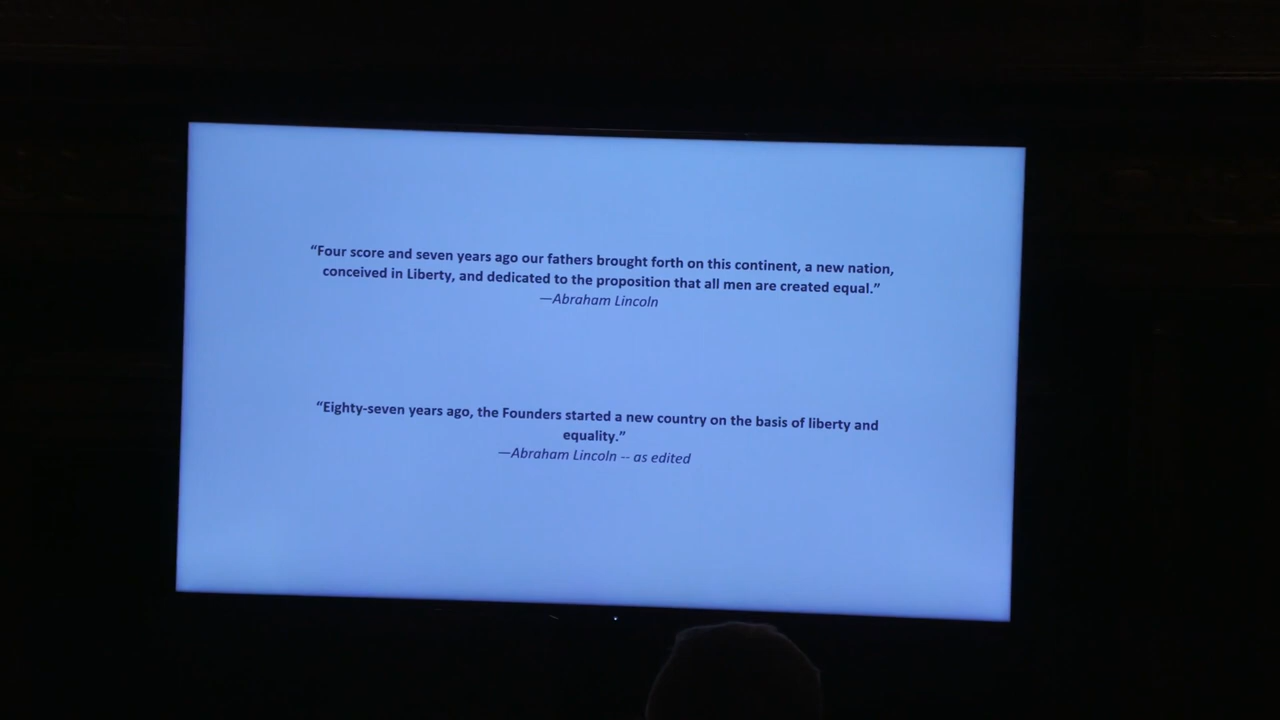 “Four score and seven years ago our fathers brought forth on this continent, a new nation,
conceived in Liberty, and dedicated to the proposition that all men are created equal.”
—Abraham Lincoln
“Eighty-seven years ago, the Founders started a new country on the basis of liberty and
equality.”
—Abraham Lincoln -- as edited